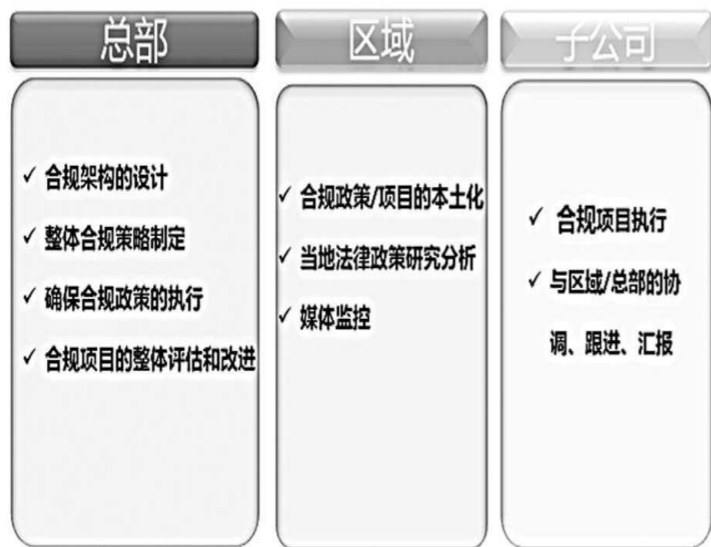 总部
✓ 合规架构的设计
✓ 整体合规策略制定
✓ 确保合规政策的执行
✓ 合规项目的整体评估和改进
区域
✓ 合规政策/项目的本土化
✓ 当地法律政策研究分析
✓ 媒体监控
子公司
✓ 合规项目执行
✓ 与区域/总部的协
调、跟进、汇报